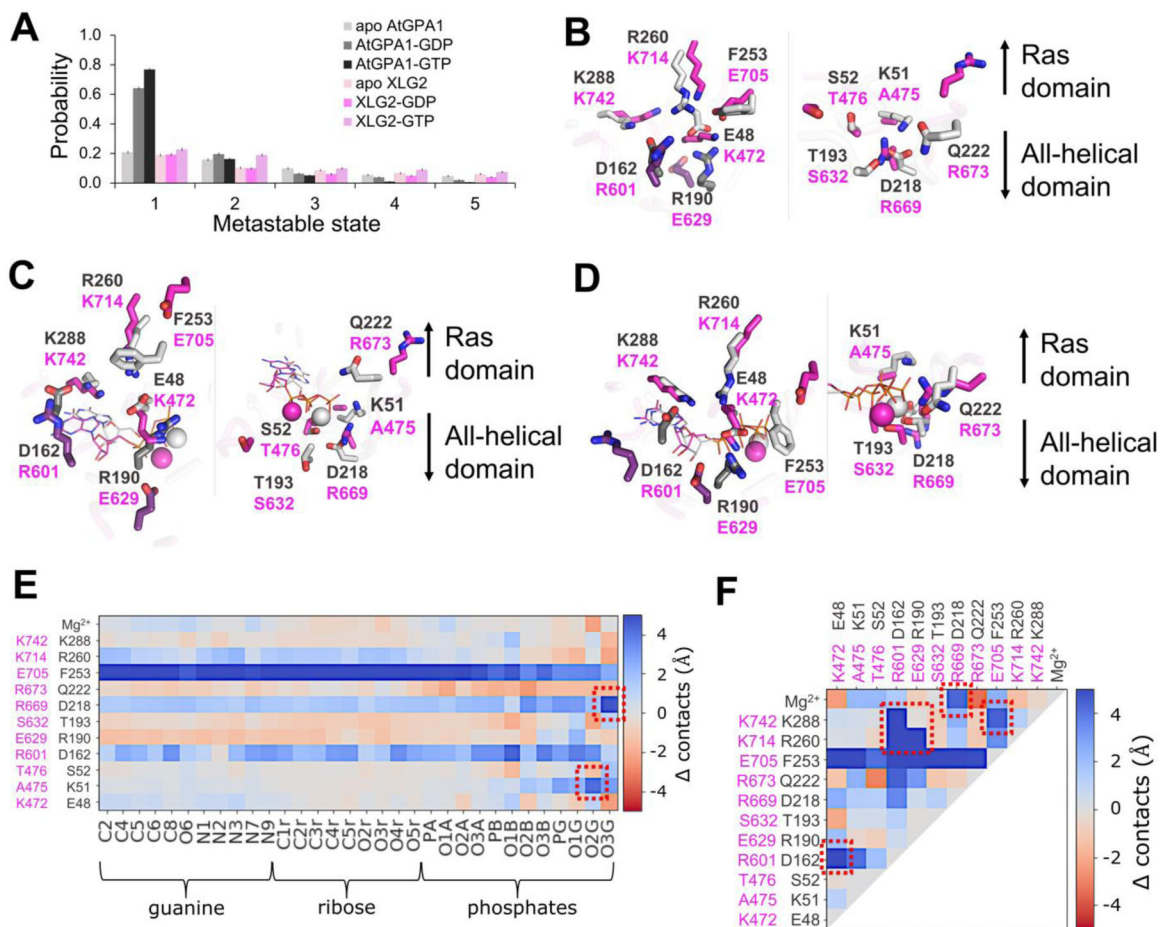 A
Probability
1.0
0.8
0.6
0.4
0.2
0.0
1 2 3 4 5
Metastable state
apo AtGPA1
AtGPA1-GDP
AtGPA1-GTP
apo XLG2
XLG2-GDP
XLG2-GTP
B
R260
K714
F253
E705
K288
K742
E48
K472
D162
R601
R190
E629
S52
T476
K51
A475
T193
S632
D218
R669
Q222
R673
Ras
domain
All-helical
domain
C
R260
K714
F253
E705
K288
K742
E48
K472
D162
R601
R190
E629
Q222
R673
S52
T476
K51
A475
T193
S632
D218
R669
Ras
domain
All-helical
domain
D
R260
K714
K288
K742
E48
K472
D162
R601
R190
E629
F253
E705
K51
A475
Q222
R673
T193
S632
D218
R669
Ras
domain
All-helical
domain
E
Mg²⁺
K742 K288
K714 R260
E705 F253
R673 Q222
R669 D218
S632 T193
E629 R190
R601 D162
T476 S52
A475 K51
K472 E48
C2 C4 C5 C6 C8 O6 N1 N2 N3 N7 N9 C1r C2r C3r C4r C5r O2r O3r O4r O5r PA O1A O2A O3A PB O1B O2B O3B PG O1G O2G O3G
guanine
ribose
phosphates
4
2
0
-2
-4
Δ contacts (Å)
F
E48 K51 S52 D162 R190 T193 D218 Q222 F253 R260 K288
K472 A475 T476 R601 E629 S632 R669 R673 E705 K714 K742 Mg²⁺
Mg²⁺
K742 K288
K714 R260
E705 F253
R673 Q222
R669 D218
S632 T193
E629 R190
R601 D162
T476 S52
A475 K51
K472 E48
4
2
0
-2
-4
Δ contacts (Å)